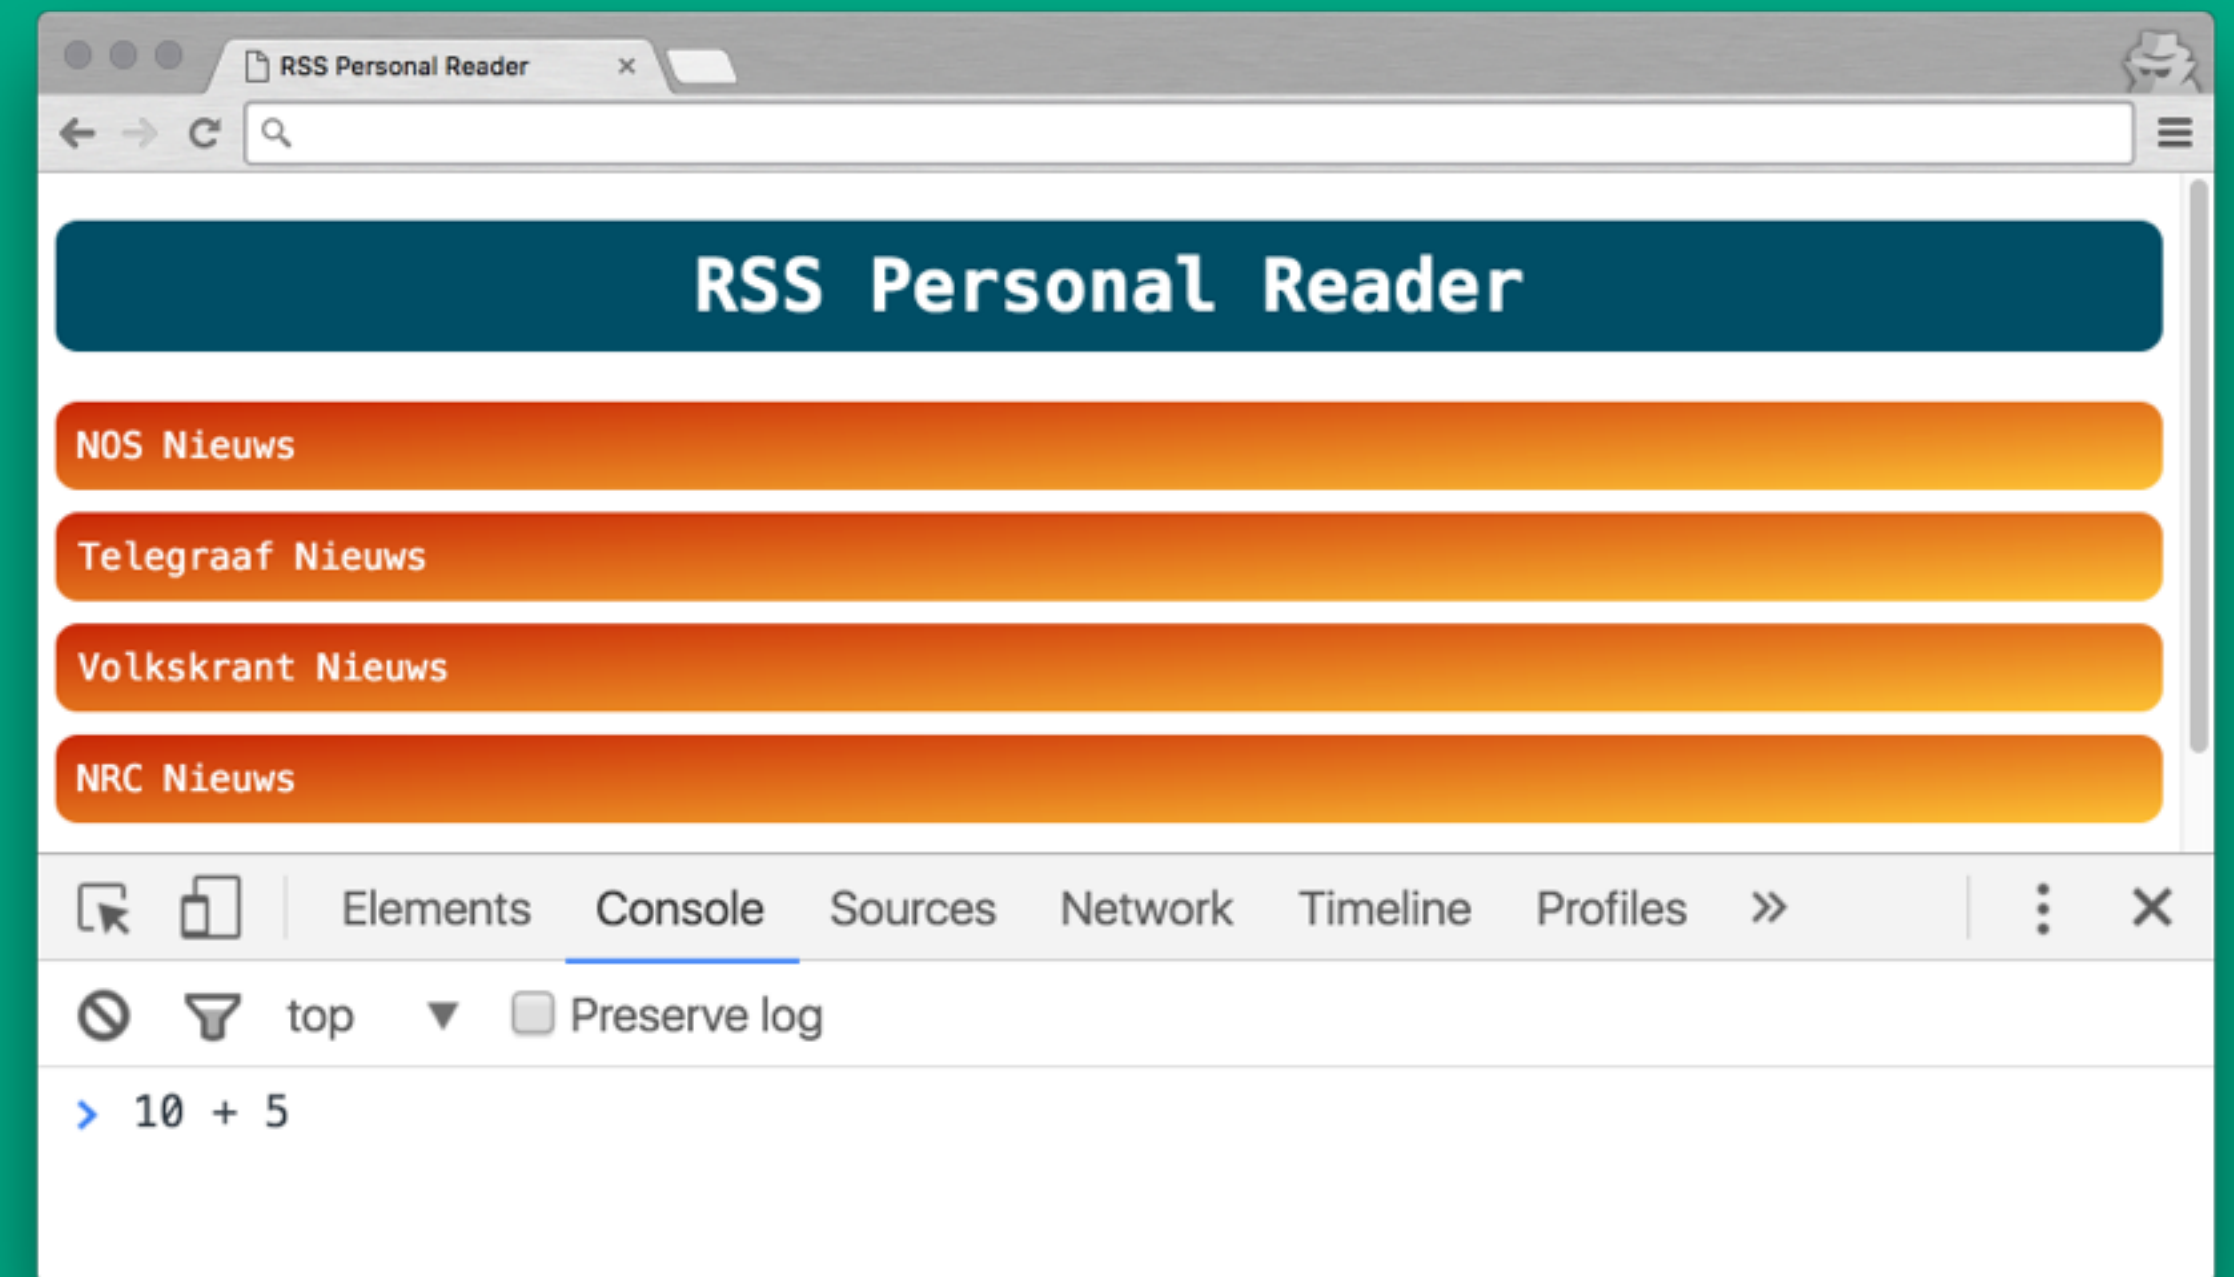 RSS Personal Reader
RSS Personal Reader
NOS Nieuws
Telegraaf Nieuws
Volkskrant Nieuws
NRC Nieuws
Elements Console Sources Network Timeline Profiles »
top Preserve log
> 10 + 5